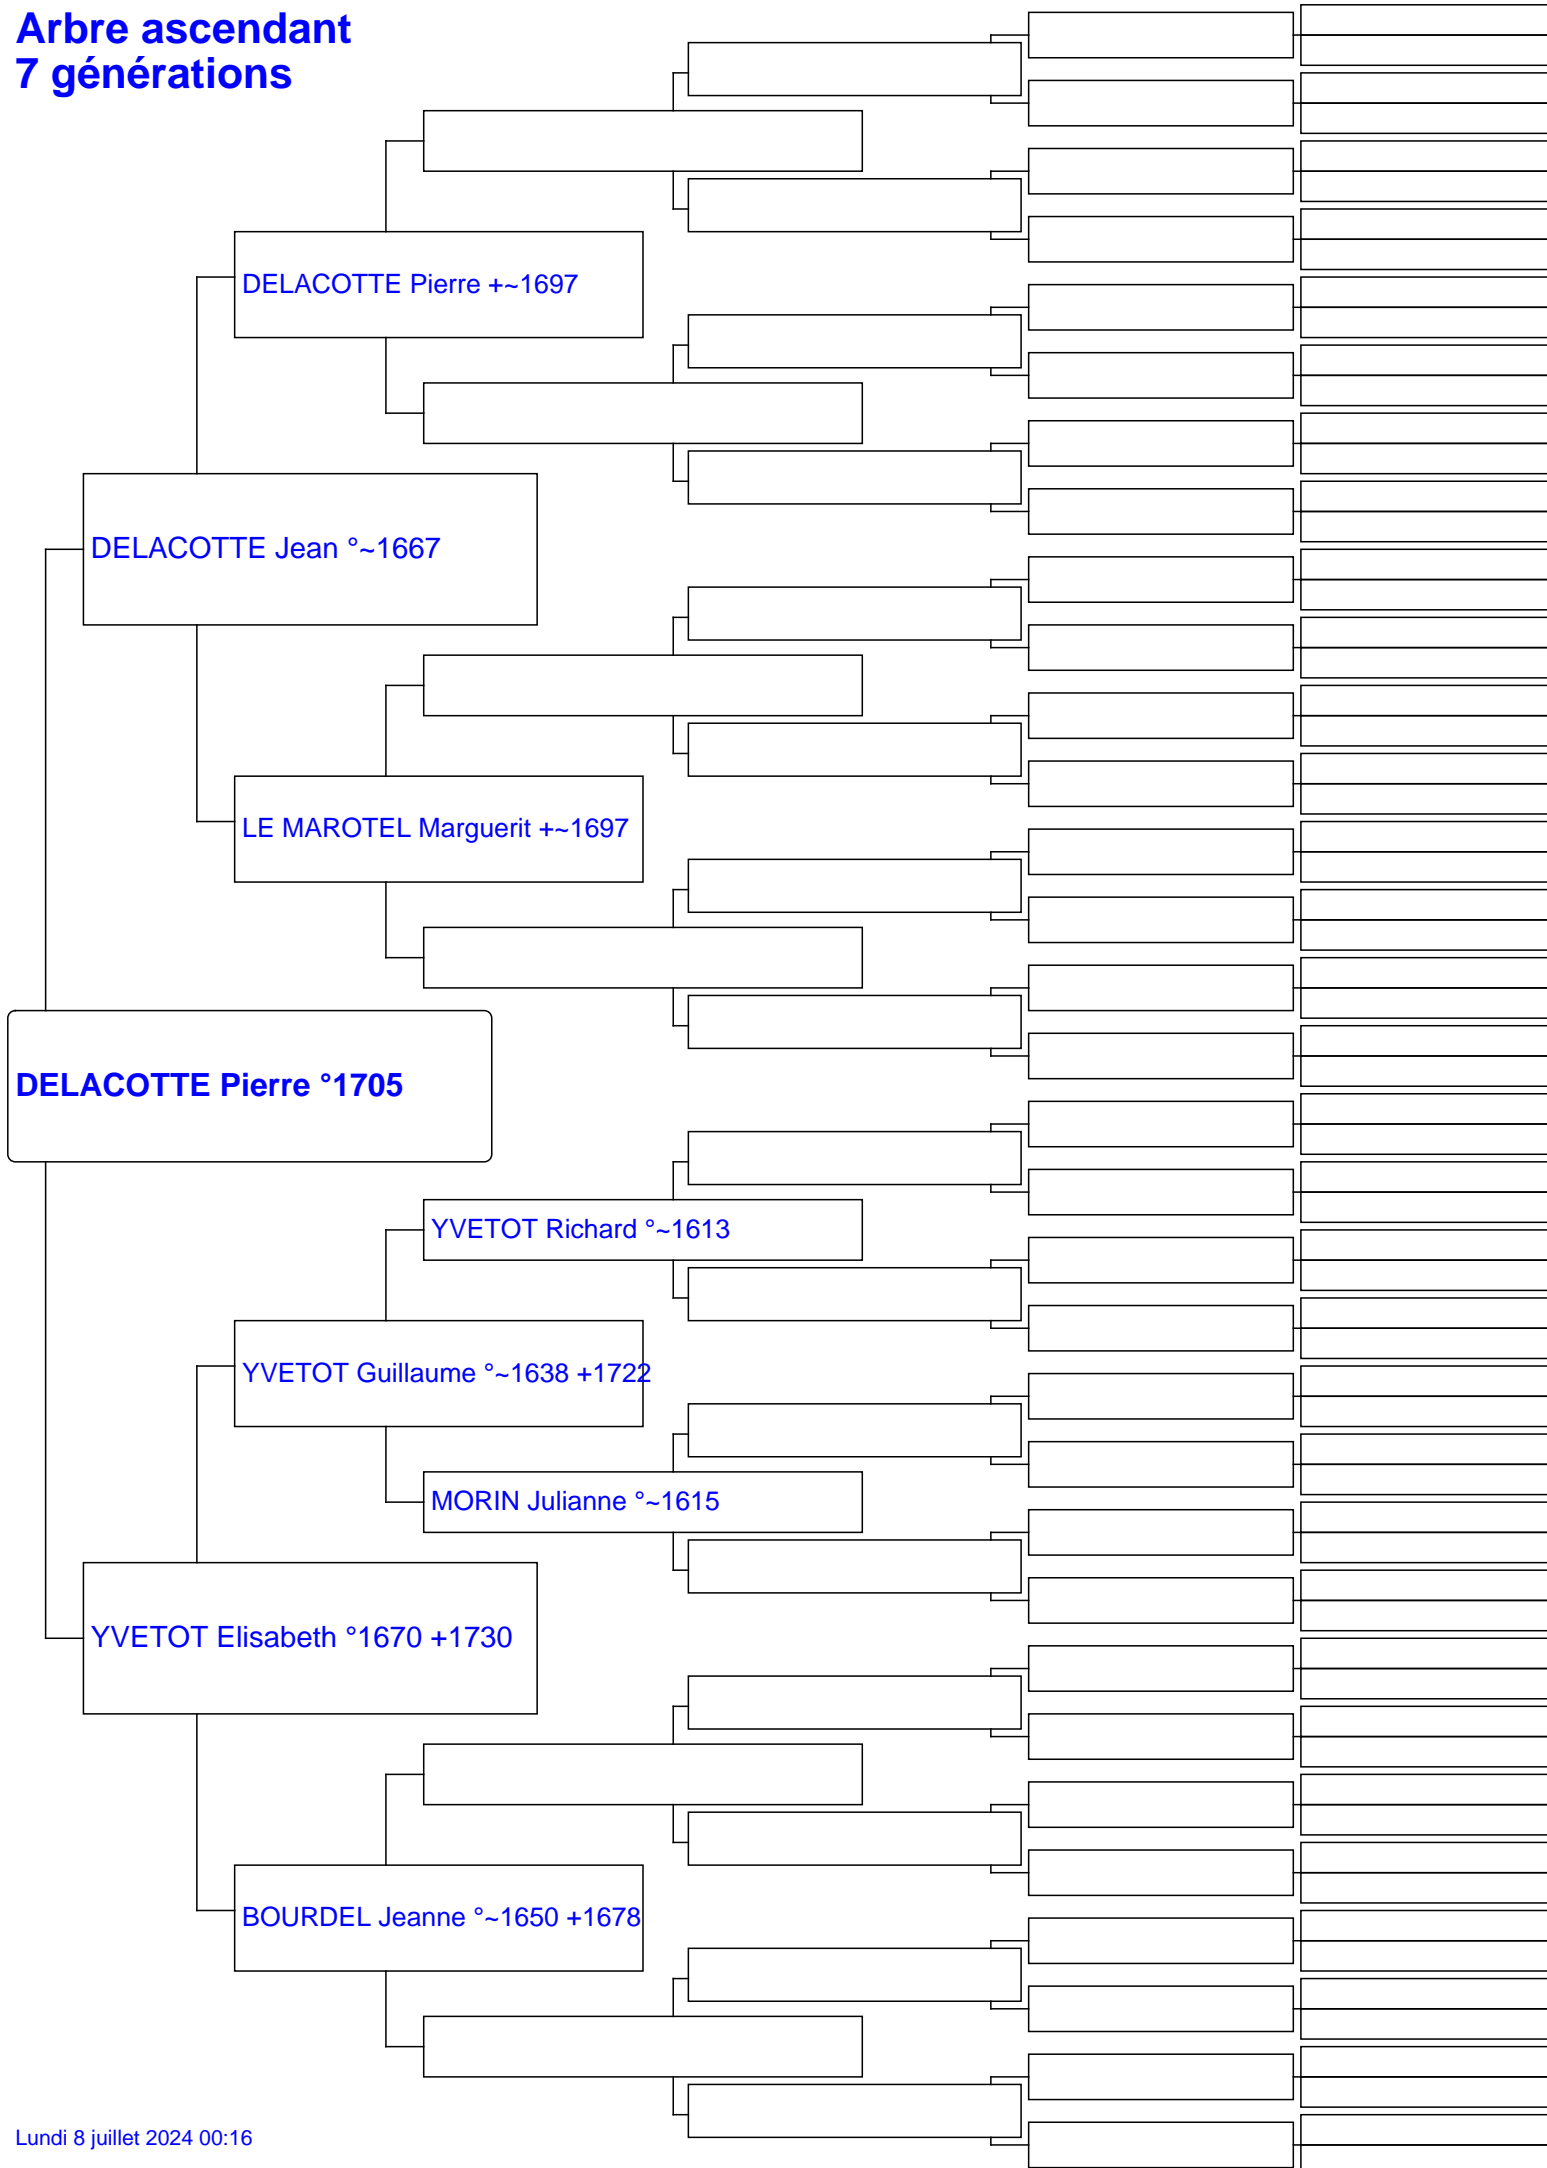 Arbre ascendant
7 générations
DELACOTTE Pierre +~1697
DELACOTTE Jean °~1667
LE MAROTEL Marguerit +~1697
DELACOTTE Pierre °1705
YVETOT Richard °~1613
YVETOT Guillaume °~1638 +1722
MORIN Julianne °~1615
YVETOT Elisabeth °1670 +1730
BOURDEL Jeanne °~1650 +1678
Lundi 8 juillet 2024 00:16